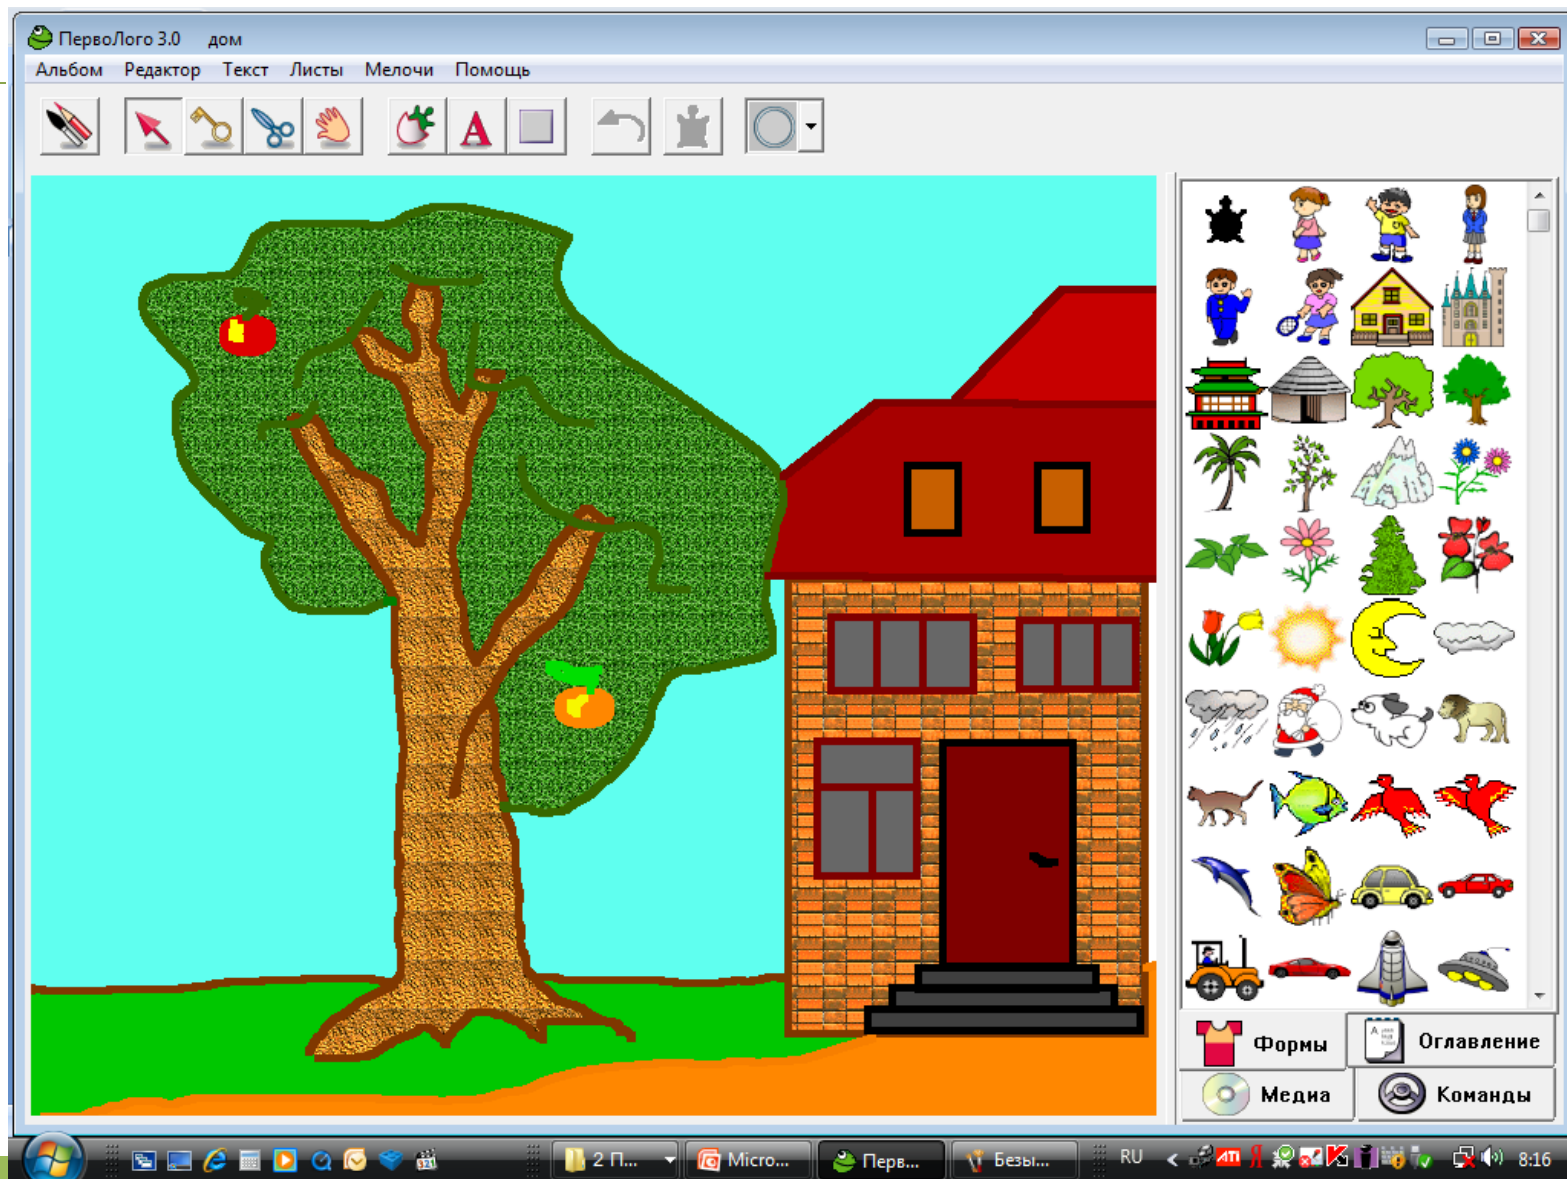 ПервоЛого 3.0 дом
Альбом Редактор Текст Листы Мелочи Помощь
A
Формы
Оглавление
Медиа
Команды
2 П...
Micro...
Перв...
Безы...
RU
ATI
8:16